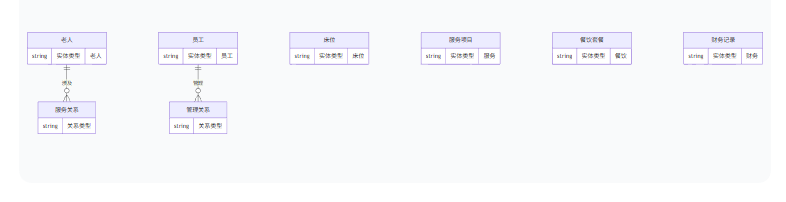 老人
string 实体类型 老人
涉及
服务关系
string 关系类型
员工
string 实体类型 员工
管理
管理关系
string 关系类型
床位
string 实体类型 床位
服务项目
string 实体类型 服务
餐饮套餐
string 实体类型 餐饮
财务记录
string 实体类型 财务